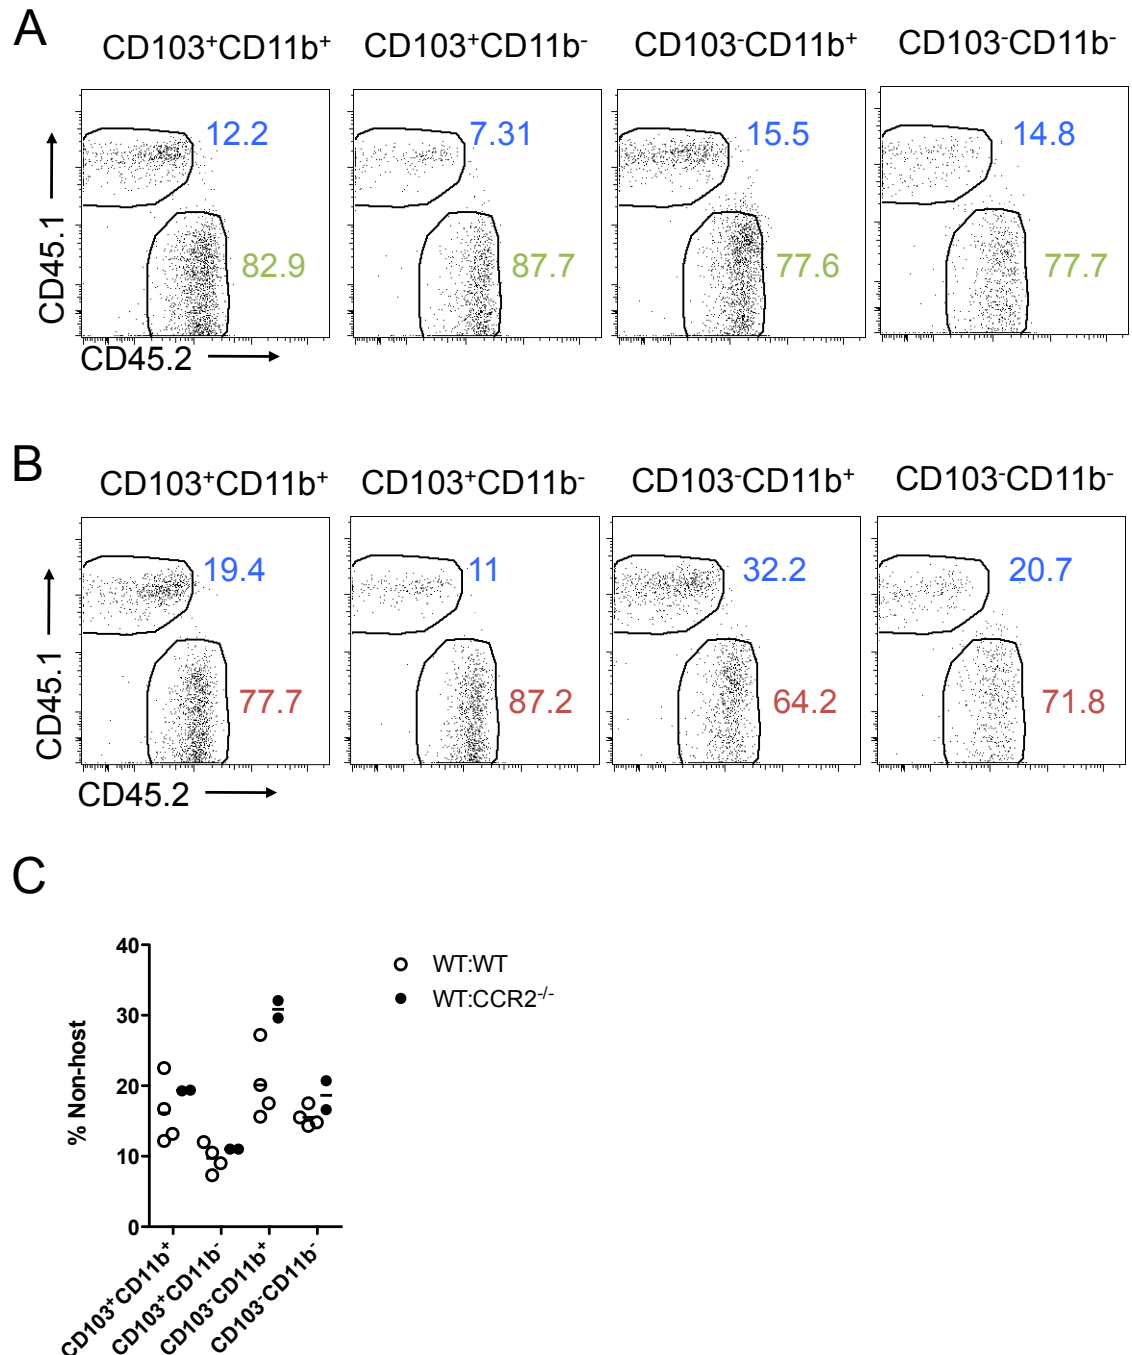 A
CD103⁺CD11b⁺ CD103⁺CD11b⁻ CD103⁻CD11b⁺ CD103⁻CD11b⁻
12.2 7.31 15.5 14.8
82.9 87.7 77.6 77.7
CD45.1
CD45.2
B
CD103⁺CD11b⁺ CD103⁺CD11b⁻ CD103⁻CD11b⁺ CD103⁻CD11b⁻
19.4 11 32.2 20.7
77.7 87.2 64.2 71.8
CD45.1
CD45.2
C
% Non-host
40
30
20
10
0
WT:WT
WT:CCR2⁻/⁻
CD103⁺CD11b⁺
CD103⁺CD11b⁻
CD103⁻CD11b⁺
CD103⁻CD11b⁻